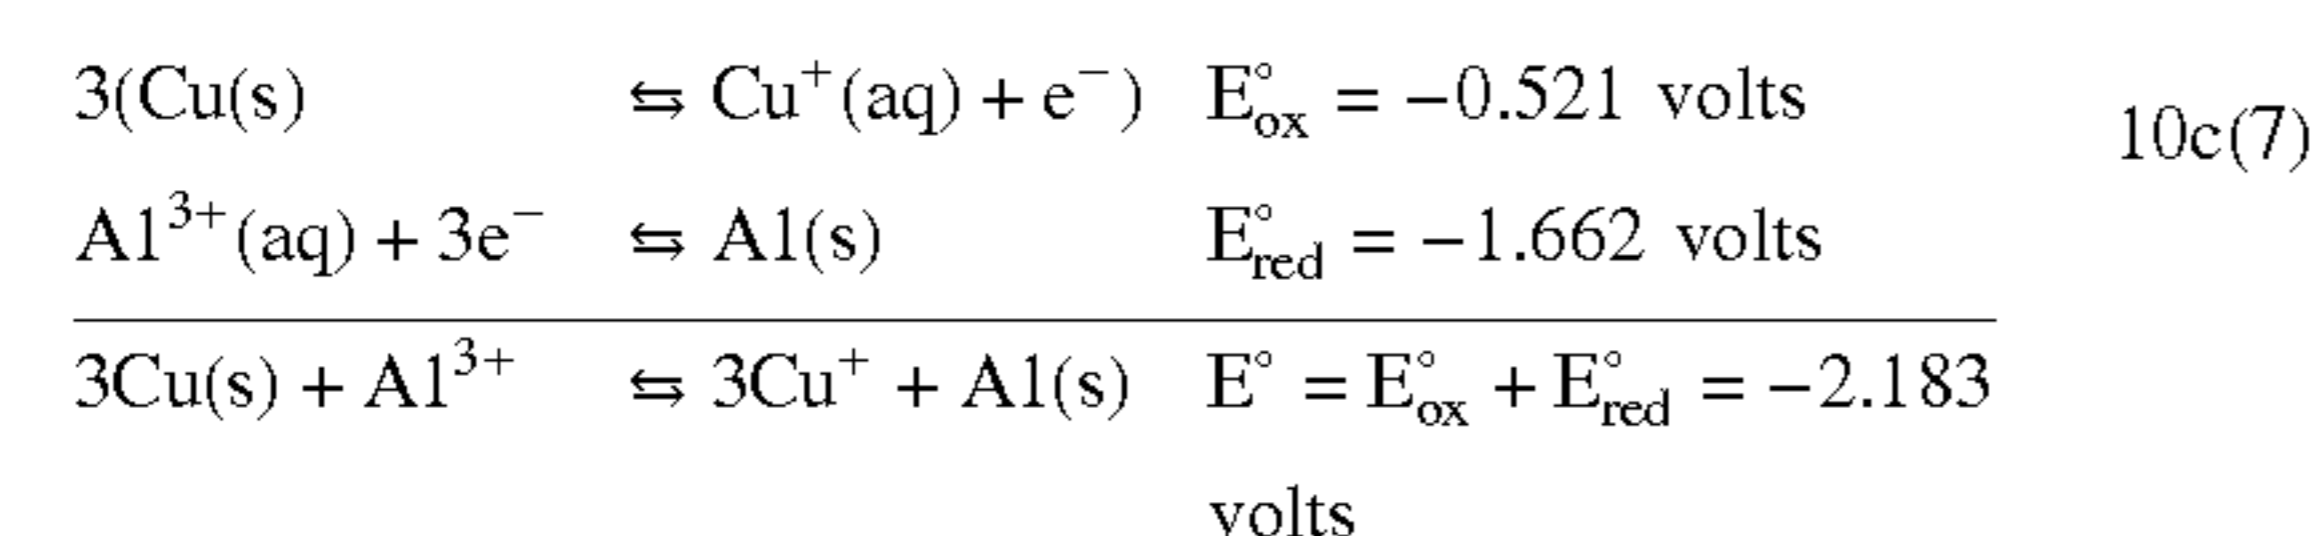 3(Cu(s) ⇆ Cu⁺(aq) + e⁻) E°ox = −0.521 volts 10c(7)
Al³⁺(aq) + 3e⁻ ⇆ Al(s) E°red = −1.662 volts
3Cu(s) + Al³⁺ ⇆ 3Cu⁺ + Al(s) E° = E°ox + E°red = −2.183
volts